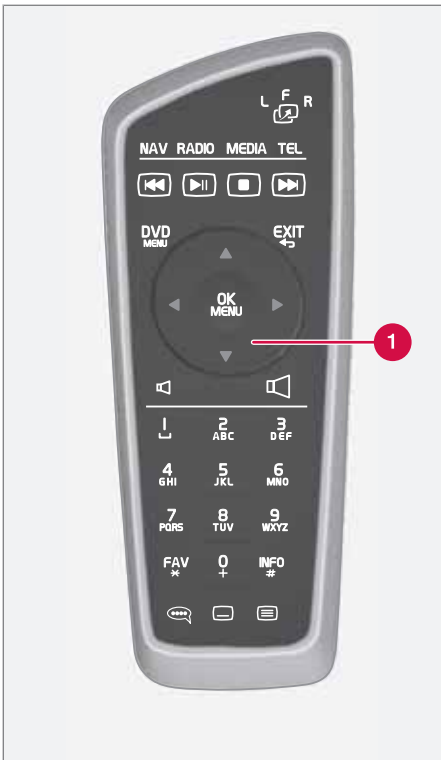 L F R
NAV RADIO MEDIA TEL
DVD EXIT
MENU
OK
MENU
1
1 2 3
ABC DEF
4 5 6
GHI JKL MNO
7 8 9
PQRS TUV WXYZ
FAV 0 INFO
* + #